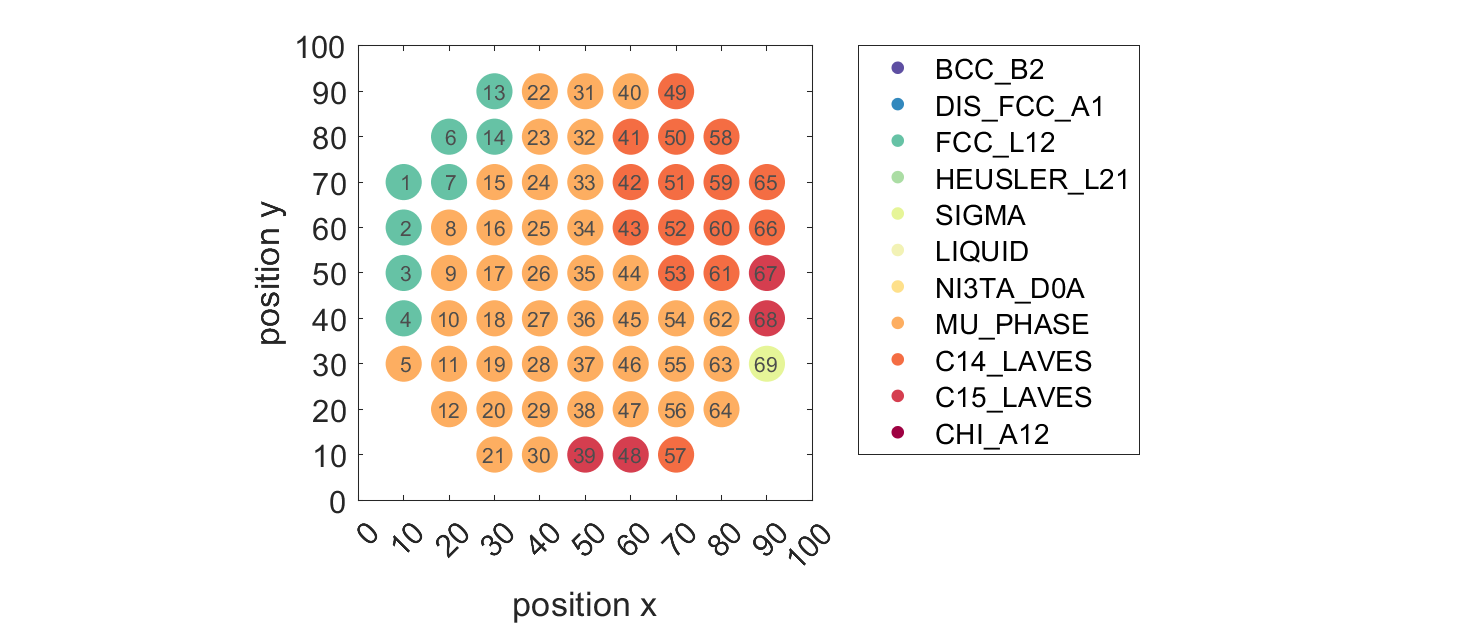 100
90 13 22 31 40 49
80 6 14 23 32 41 50 58
70 1 7 15 24 33 42 51 59 65
60 2 8 16 25 34 43 52 60 66
50 3 9 17 26 35 44 53 61 67
40 4 10 18 27 36 45 54 62 68
30 5 11 19 28 37 46 55 63 69
20 12 20 29 38 47 56 64
10 21 30 39 48 57
0
0 10 20 30 40 50 60 70 80 90 100
position x
position y
BCC_B2
DIS_FCC_A1
FCC_L12
HEUSLER_L21
SIGMA
LIQUID
NI3TA_D0A
MU_PHASE
C14_LAVES
C15_LAVES
CHI_A12